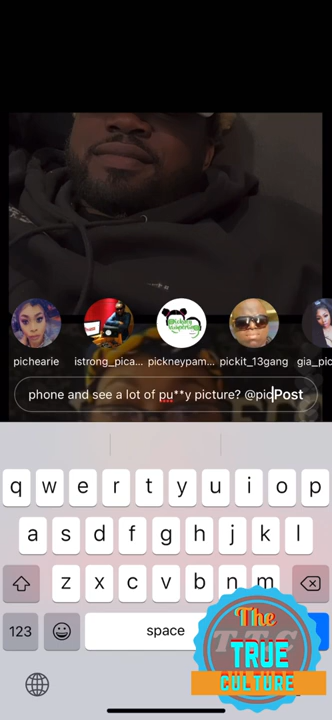 pichearie
istrong_pica...
pickneypam...
pickit_13gang
gia_pic
phone and see a lot of pu**y picture? @pic
Post
q w e r t y u i o p
a s d f g h j k l
z x c v b n m
123
space
The
TRUE
CULTURE